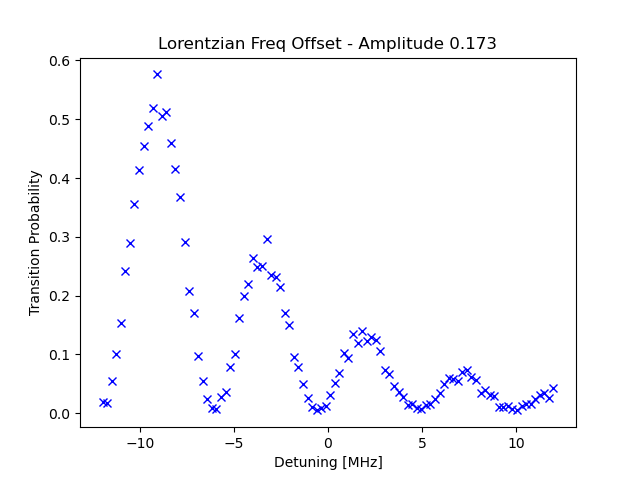 Lorentzian Freq Offset - Amplitude 0.173
0.6
0.5
0.4
0.3
0.2
0.1
0.0
Transition Probability
−10 −5 0 5 10
Detuning [MHz]